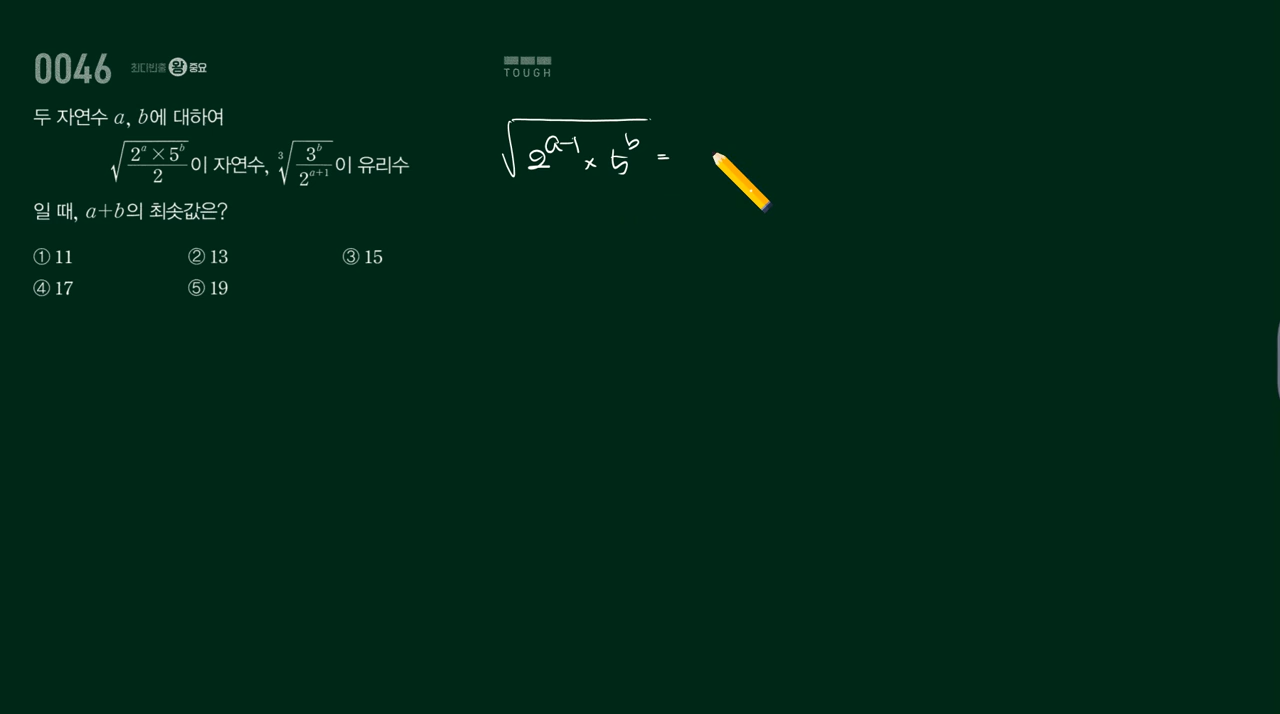 0046 최다빈출 왕 중요
두 자연수 a, b에 대하여
√((2^a × 5^b)/2)이 자연수, ³√(3^b/2^(a+1))이 유리수
일 때, a+b의 최솟값은?
① 11 ② 13 ③ 15
④ 17 ⑤ 19
TOUGH
√(2^(a-1) × 5^b) =